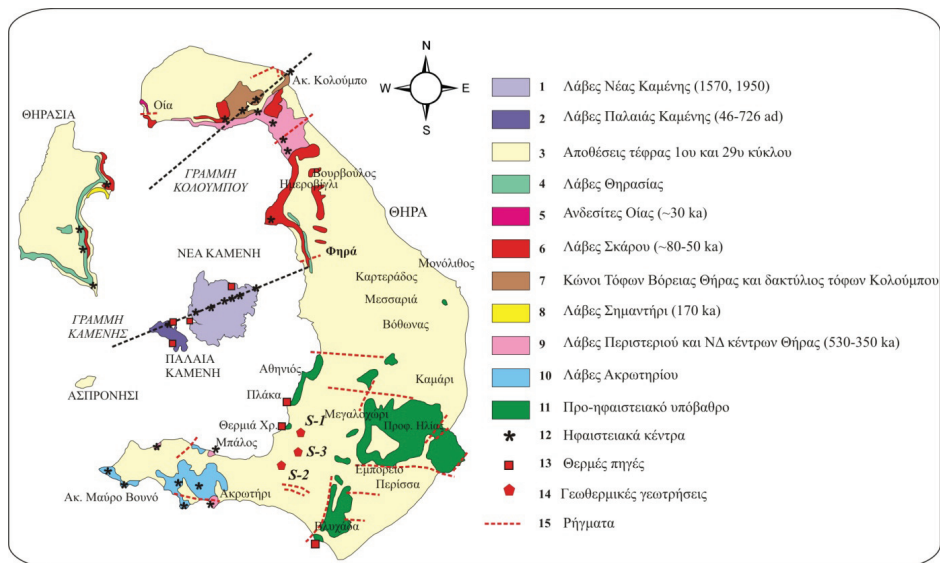 N
W
E
S
Ακ. Κολούμπο
Οία
ΘΗΡΑΣΙΑ
ΓΡΑΜΜΗ
ΚΟΛΟΥΜΠΟΥ
Βουρβούλος
Ημεροβίγλι
ΘΗΡΑ
ΝΕΑ ΚΑΜΕΝΗ
Φηρά
Μονόλιθος
Καρτεράδος
Μεσσαριά
Βόθωνας
ΓΡΑΜΜΗ
ΚΑΜΕΝΗΣ
ΠΑΛΑΙΑ
ΚΑΜΕΝΗ
ΑΣΠΡΟΝΗΣΙ
Αθηνιός
Καμάρι
Πλάκα
Μεγαλοχώρι
Θερμιά Χρ.
S-1
Προφ. Ηλίας
Μπάλος
S-3
Εμπορείο
S-2
Περίσσα
Ακ. Μαύρο Βουνό
Ακρωτήρι
Βλυχάδα
1 Λάβες Νέας Καμένης (1570, 1950)
2 Λάβες Παλαιάς Καμένης (46-726 ad)
3 Αποθέσεις τέφρας 1ου και 29υ κύκλου
4 Λάβες Θηρασίας
5 Ανδεσίτες Οίας (~30 ka)
6 Λάβες Σκάρου (~80-50 ka)
7 Κώνοι Τόφων Βόρειας Θήρας και δακτύλιος τόφων Κολούμπου
8 Λάβες Σημαντήρι (170 ka)
9 Λάβες Περιστεριού και ΝΔ κέντρων Θήρας (530-350 ka)
10 Λάβες Ακρωτηρίου
11 Προ-ηφαιστειακό υπόβαθρο
12 Ηφαιστειακά κέντρα
13 Θερμές πηγές
14 Γεωθερμικές γεωτρήσεις
15 Ρήγματα